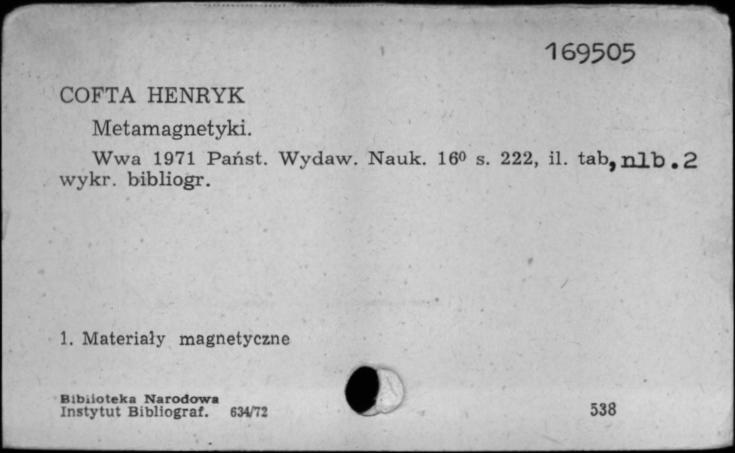 169505
COFTA HENRYK
Metamagnetyki.
Wwa 1971 Państ. Wydaw. Nauk. 16⁰ s. 222, il. tab, nlb. 2
wykr. bibliogr.
1. Materiały magnetyczne
Biblioteka Narodowa
Instytut Bibliograf. 634/72
538